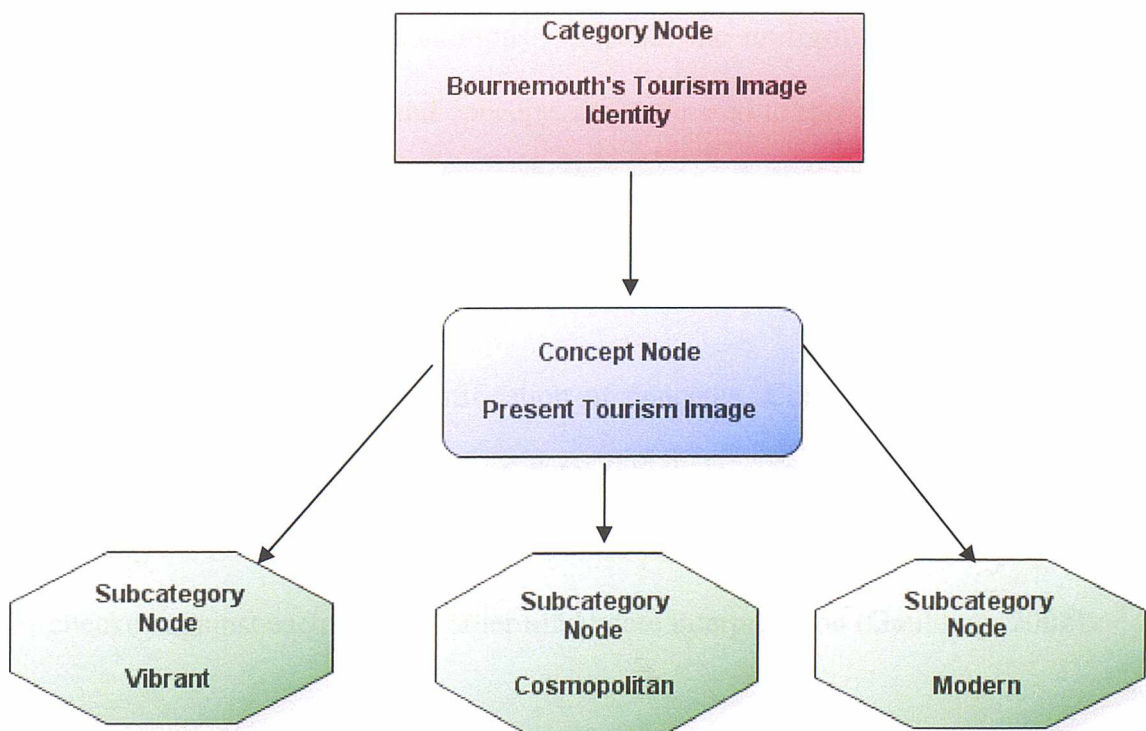 Category Node
Bournemouth's Tourism Image
Identity
Concept Node
Present Tourism Image
Subcategory
Node
Vibrant
Subcategory
Node
Cosmopolitan
Subcategory
Node
Modern